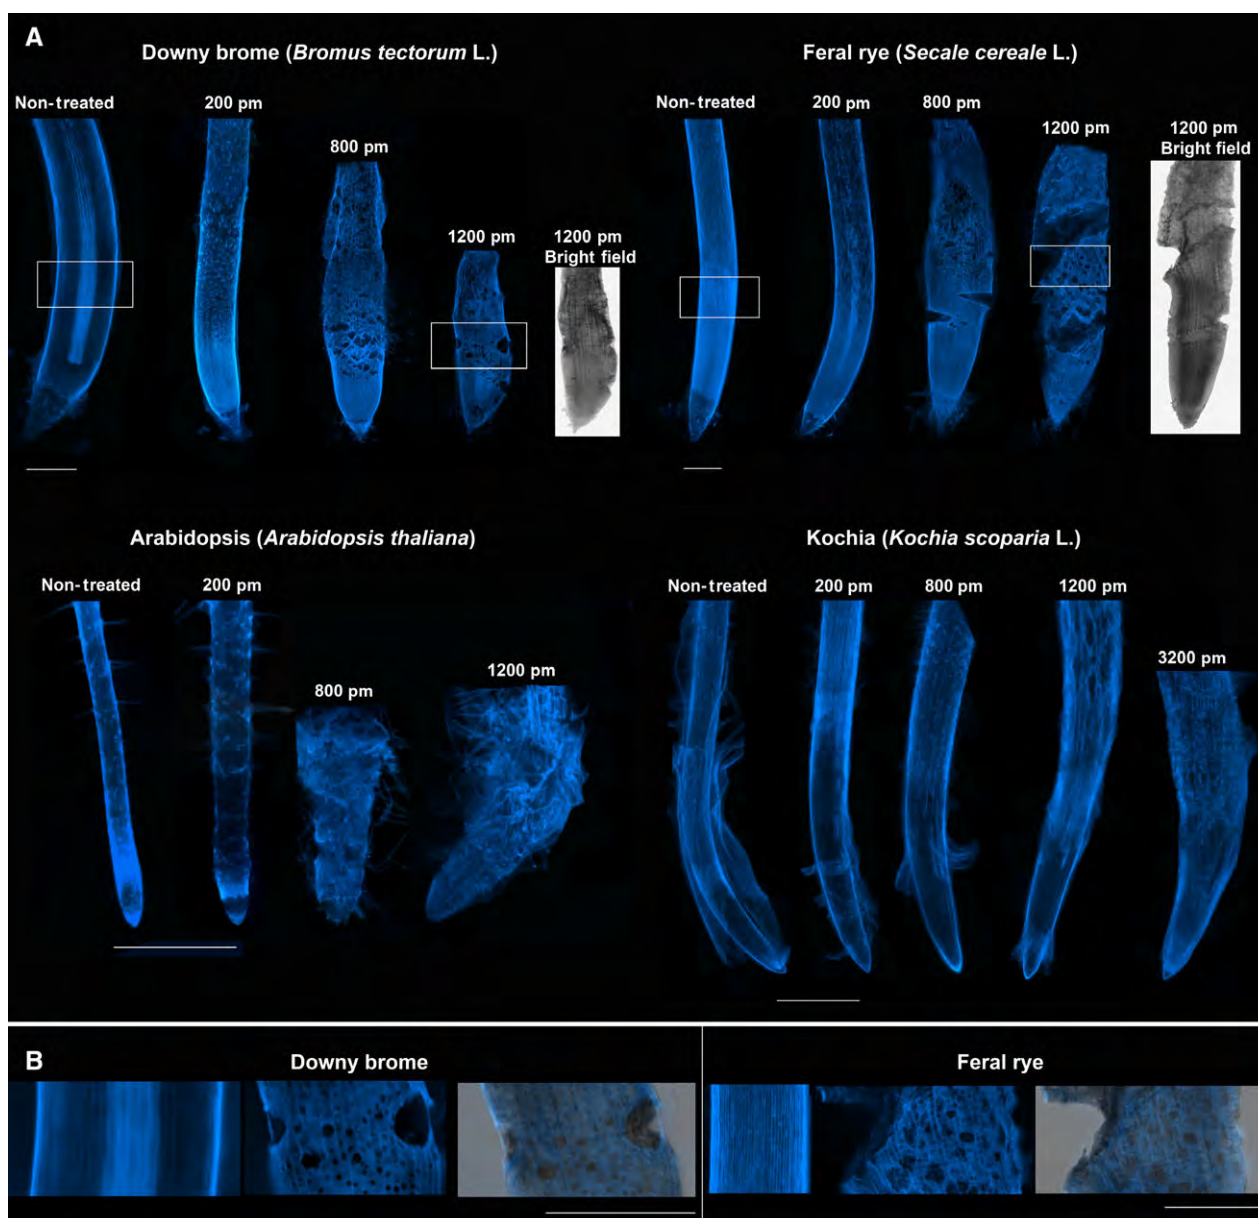 A
Downy brome (Bromus tectorum L.)
Feral rye (Secale cereale L.)
Non-treated
200 pm
800 pm
1200 pm
1200 pm
Bright field
Non-treated
200 pm
800 pm
1200 pm
1200 pm
Bright field
Arabidopsis (Arabidopsis thaliana)
Kochia (Kochia scoparia L.)
Non-treated
200 pm
800 pm
1200 pm
Non-treated
200 pm
800 pm
1200 pm
3200 pm
B
Downy brome
Feral rye